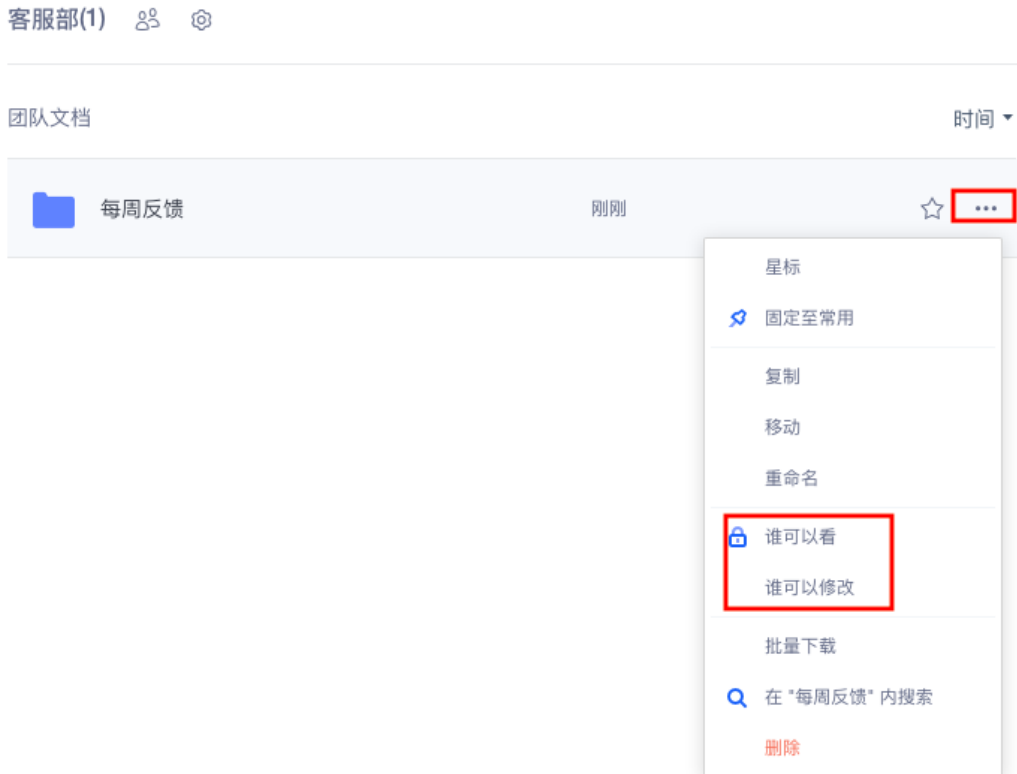 客服部(1)
团队文档 时间
每周反馈 刚刚 ...
星标
固定至常用
复制
移动
重命名
谁可以看
谁可以修改
批量下载
在 "每周反馈" 内搜索
删除